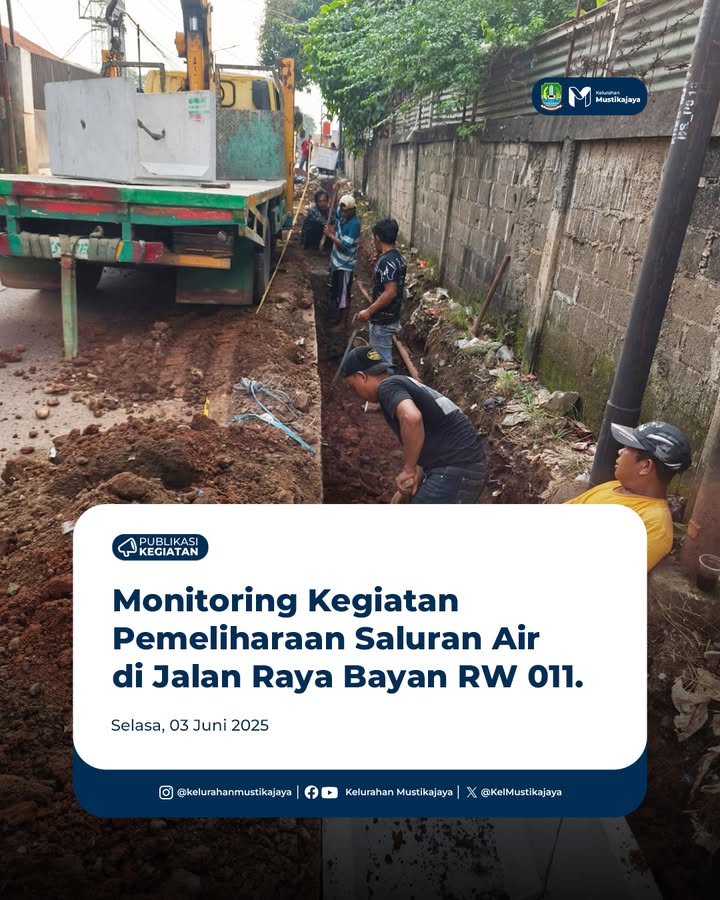 Kelurahan
Mustikajaya
PUBLIKASI
KEGIATAN
Monitoring Kegiatan
Pemeliharaan Saluran Air
di Jalan Raya Bayan RW 011.
Selasa, 03 Juni 2025
@kelurahanmustikajaya | Kelurahan Mustikajaya | @KelMustikajaya